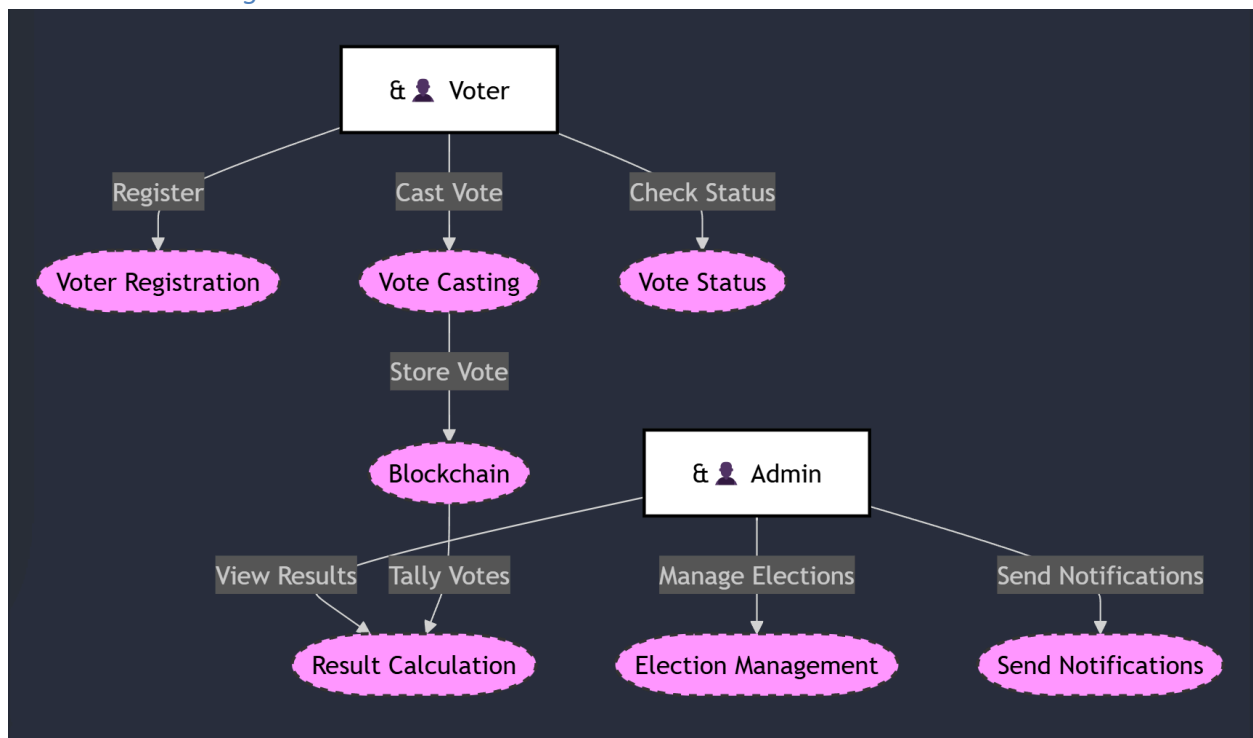 & Voter
Register
Cast Vote
Check Status
Voter Registration
Vote Casting
Vote Status
Store Vote
Blockchain
& Admin
View Results
Tally Votes
Manage Elections
Send Notifications
Result Calculation
Election Management
Send Notifications